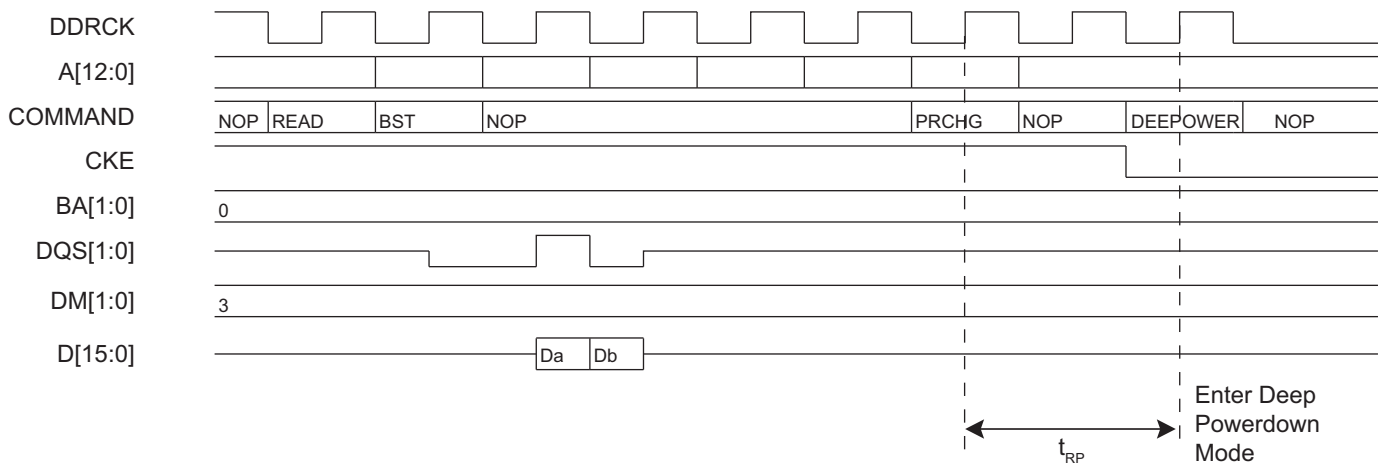 DDRCK
A[12:0]
COMMAND NOP READ BST NOP PRCHG NOP DEEPOWER NOP
CKE
BA[1:0] 0
DQS[1:0]
DM[1:0] 3
D[15:0] Da Db
Enter Deep
Powerdown
Mode
tRP